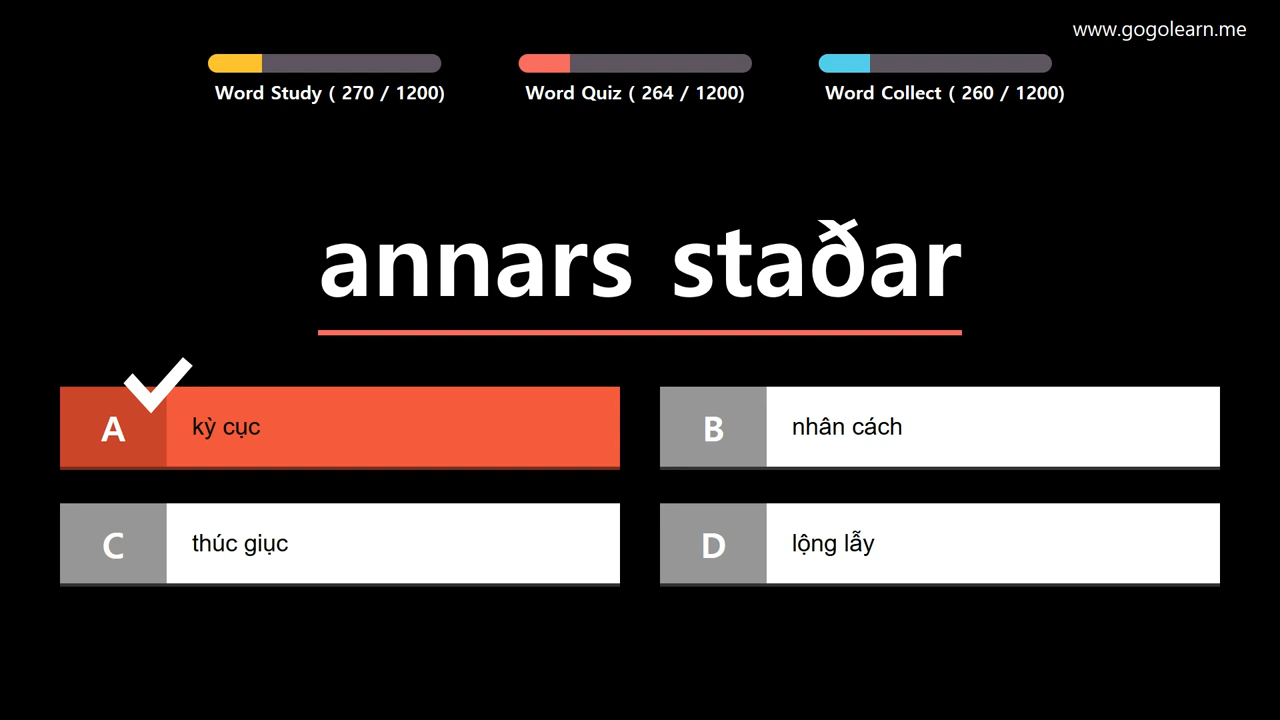 www.gogolearn.me
Word Study ( 270 / 1200)
Word Quiz ( 264 / 1200)
Word Collect ( 260 / 1200)
annars staðar
A
kỳ cục
B
nhân cách
C
thúc giục
D
lộng lẫy